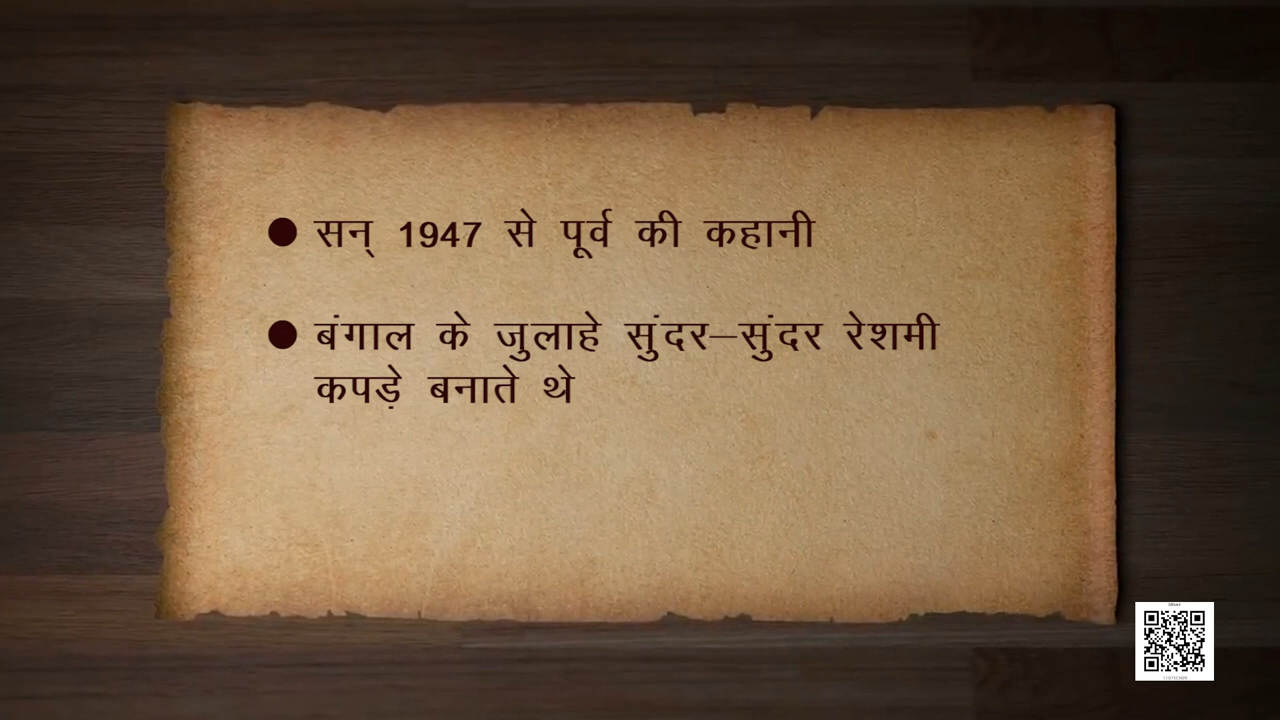 ● सन् 1947 से पूर्व की कहानी
● बंगाल के जुलाहे सुंदर–सुंदर रेशमी
कपड़े बनाते थे